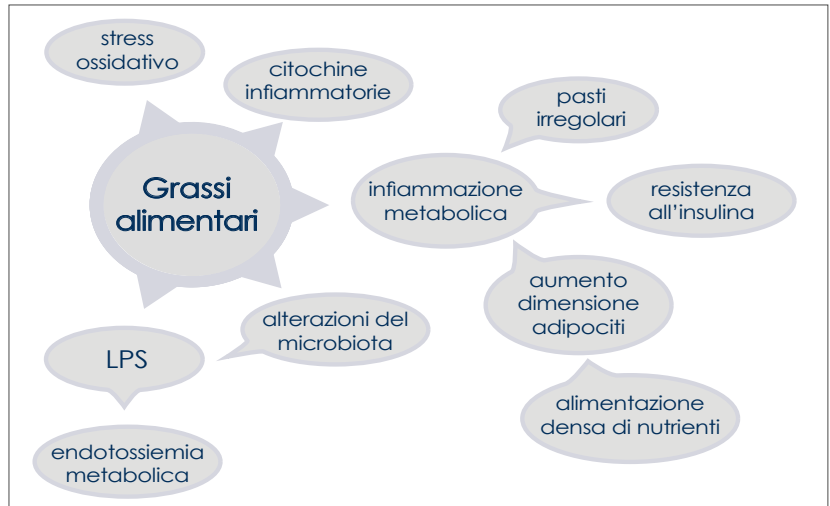 stress
ossidativo
citochine
infiammatorie
pasti
irregolari
Grassi
alimentari
infiammazione
metabolica
resistenza
all'insulina
aumento
dimensione
adipociti
alterazioni del
microbiota
LPS
alimentazione
densa di nutrienti
endotossiemia
metabolica